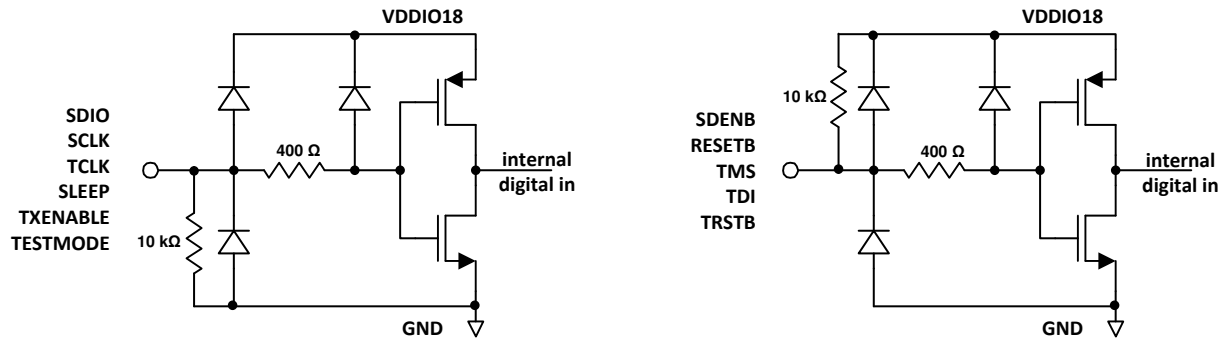 VDDIO18
SDIO
SCLK
TCLK
SLEEP
TXENABLE
TESTMODE
400 Ω
10 kΩ
internal
digital in
GND
VDDIO18
10 kΩ
SDENB
RESETB
TMS
TDI
TRSTB
400 Ω
internal
digital in
GND